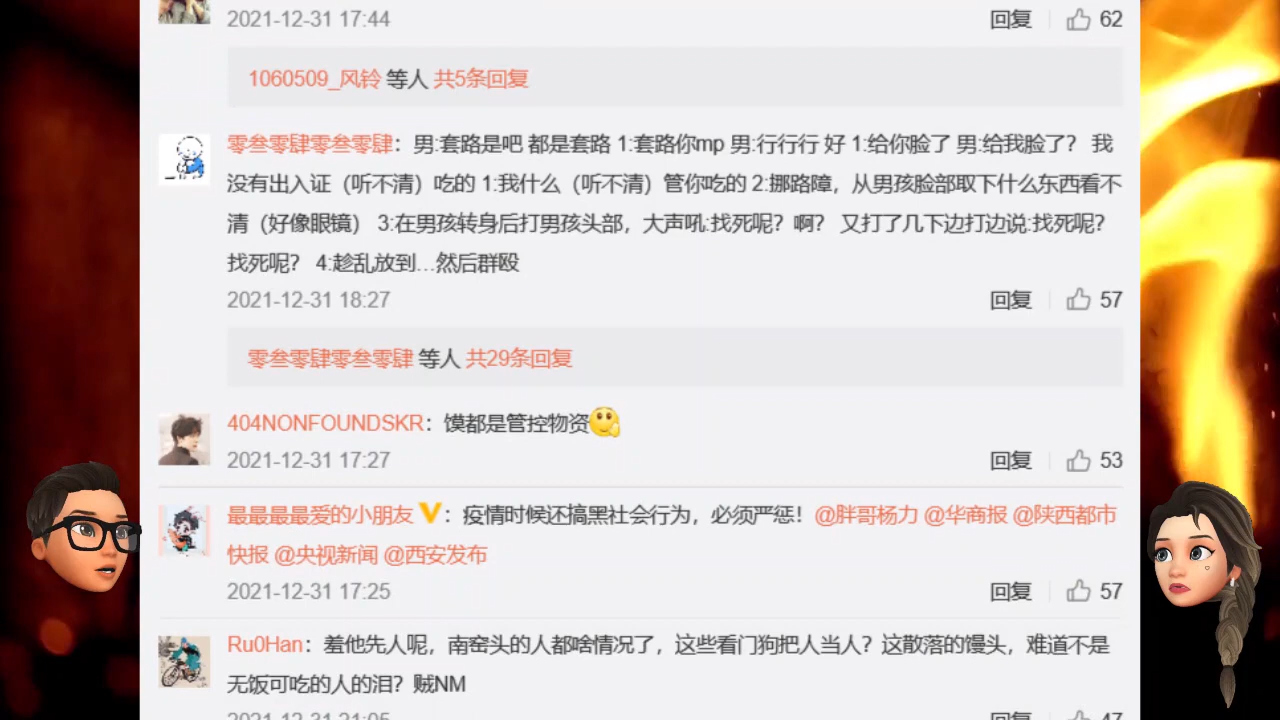 2021-12-31 17:44 回复 62
1060509_风铃 等人 共5条回复
零叁零肆零叁零肆：男:套路是吧 都是套路 1:套路你mp 男:行行行 好 1:给你脸了 男:给我脸了？ 我
没有出入证（听不清）吃的 1:我什么（听不清）管你吃的 2:挪路障，从男孩脸部取下什么东西看不
清（好像眼镜） 3:在男孩转身后打男孩头部，大声吼:找死呢？啊？ 又打了几下边打边说:找死呢？
找死呢？ 4:趁乱放到...然后群殴
2021-12-31 18:27 回复 57
零叁零肆零叁零肆 等人 共29条回复
404NONFOUNDSKR：馍都是管控物资
2021-12-31 17:27 回复 53
最最最最爱的小朋友：疫情时候还搞黑社会行为，必须严惩！@胖哥杨力 @华商报 @陕西都市
快报 @央视新闻 @西安发布
2021-12-31 17:25 回复 57
Ru0Han：羞他先人呢，南窑头的人都啥情况了，这些看门狗把人当人？这散落的馒头，难道不是
无饭可吃的人的泪？贼NM
2021-12-31 21:05 回复 47